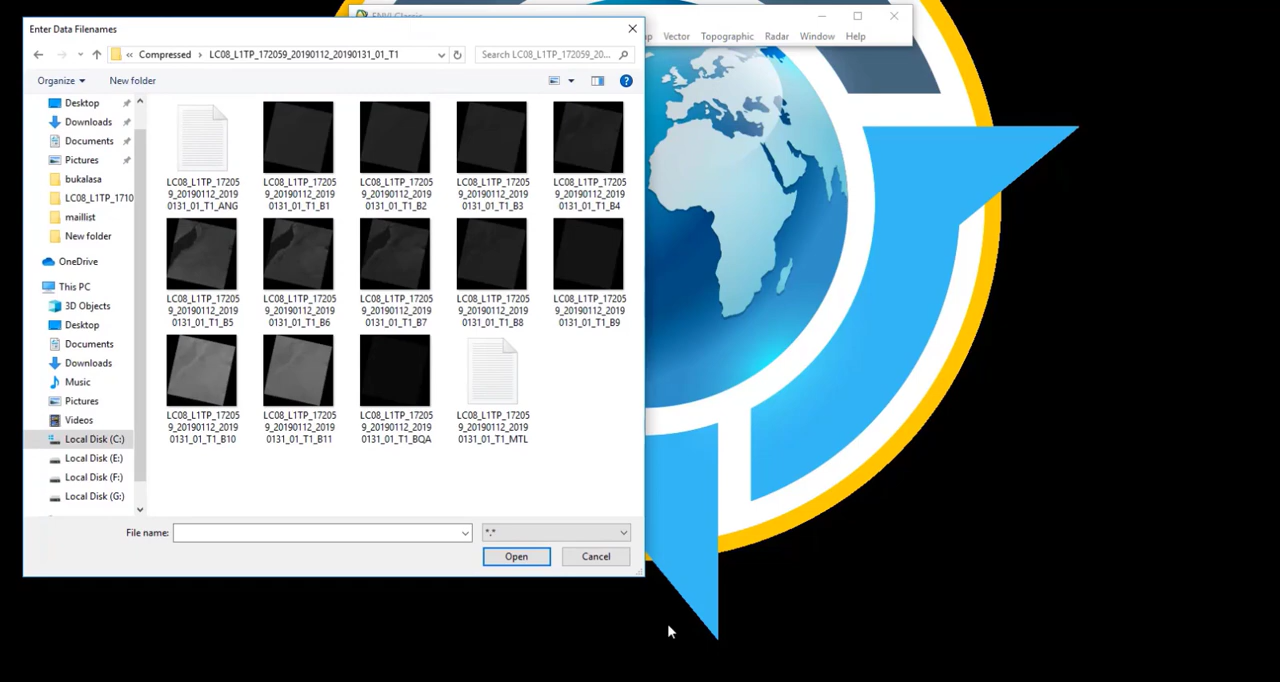 ENVI Classic
Enter Data Filenames
« Compressed › LC08_L1TP_172059_20190112_20190131_01_T1
Search LC08_L1TP_172059_20...
Vector Topographic Radar Window Help
Organize
New folder
Desktop
Downloads
Documents
Pictures
bukalasa
LC08_L1TP_1710
maillist
New folder
OneDrive
This PC
3D Objects
Desktop
Documents
Downloads
Music
Pictures
Videos
Local Disk (C:)
Local Disk (E:)
Local Disk (F:)
Local Disk (G:)
LC08_L1TP_17205
9_20190112_2019
0131_01_T1_ANG
LC08_L1TP_17205
9_20190112_2019
0131_01_T1_B1
LC08_L1TP_17205
9_20190112_2019
0131_01_T1_B2
LC08_L1TP_17205
9_20190112_2019
0131_01_T1_B3
LC08_L1TP_17205
9_20190112_2019
0131_01_T1_B4
LC08_L1TP_17205
9_20190112_2019
0131_01_T1_B5
LC08_L1TP_17205
9_20190112_2019
0131_01_T1_B6
LC08_L1TP_17205
9_20190112_2019
0131_01_T1_B7
LC08_L1TP_17205
9_20190112_2019
0131_01_T1_B8
LC08_L1TP_17205
9_20190112_2019
0131_01_T1_B9
LC08_L1TP_17205
9_20190112_2019
0131_01_T1_B10
LC08_L1TP_17205
9_20190112_2019
0131_01_T1_B11
LC08_L1TP_17205
9_20190112_2019
0131_01_T1_BQA
LC08_L1TP_17205
9_20190112_2019
0131_01_T1_MTL
File name:
*.*
Open
Cancel